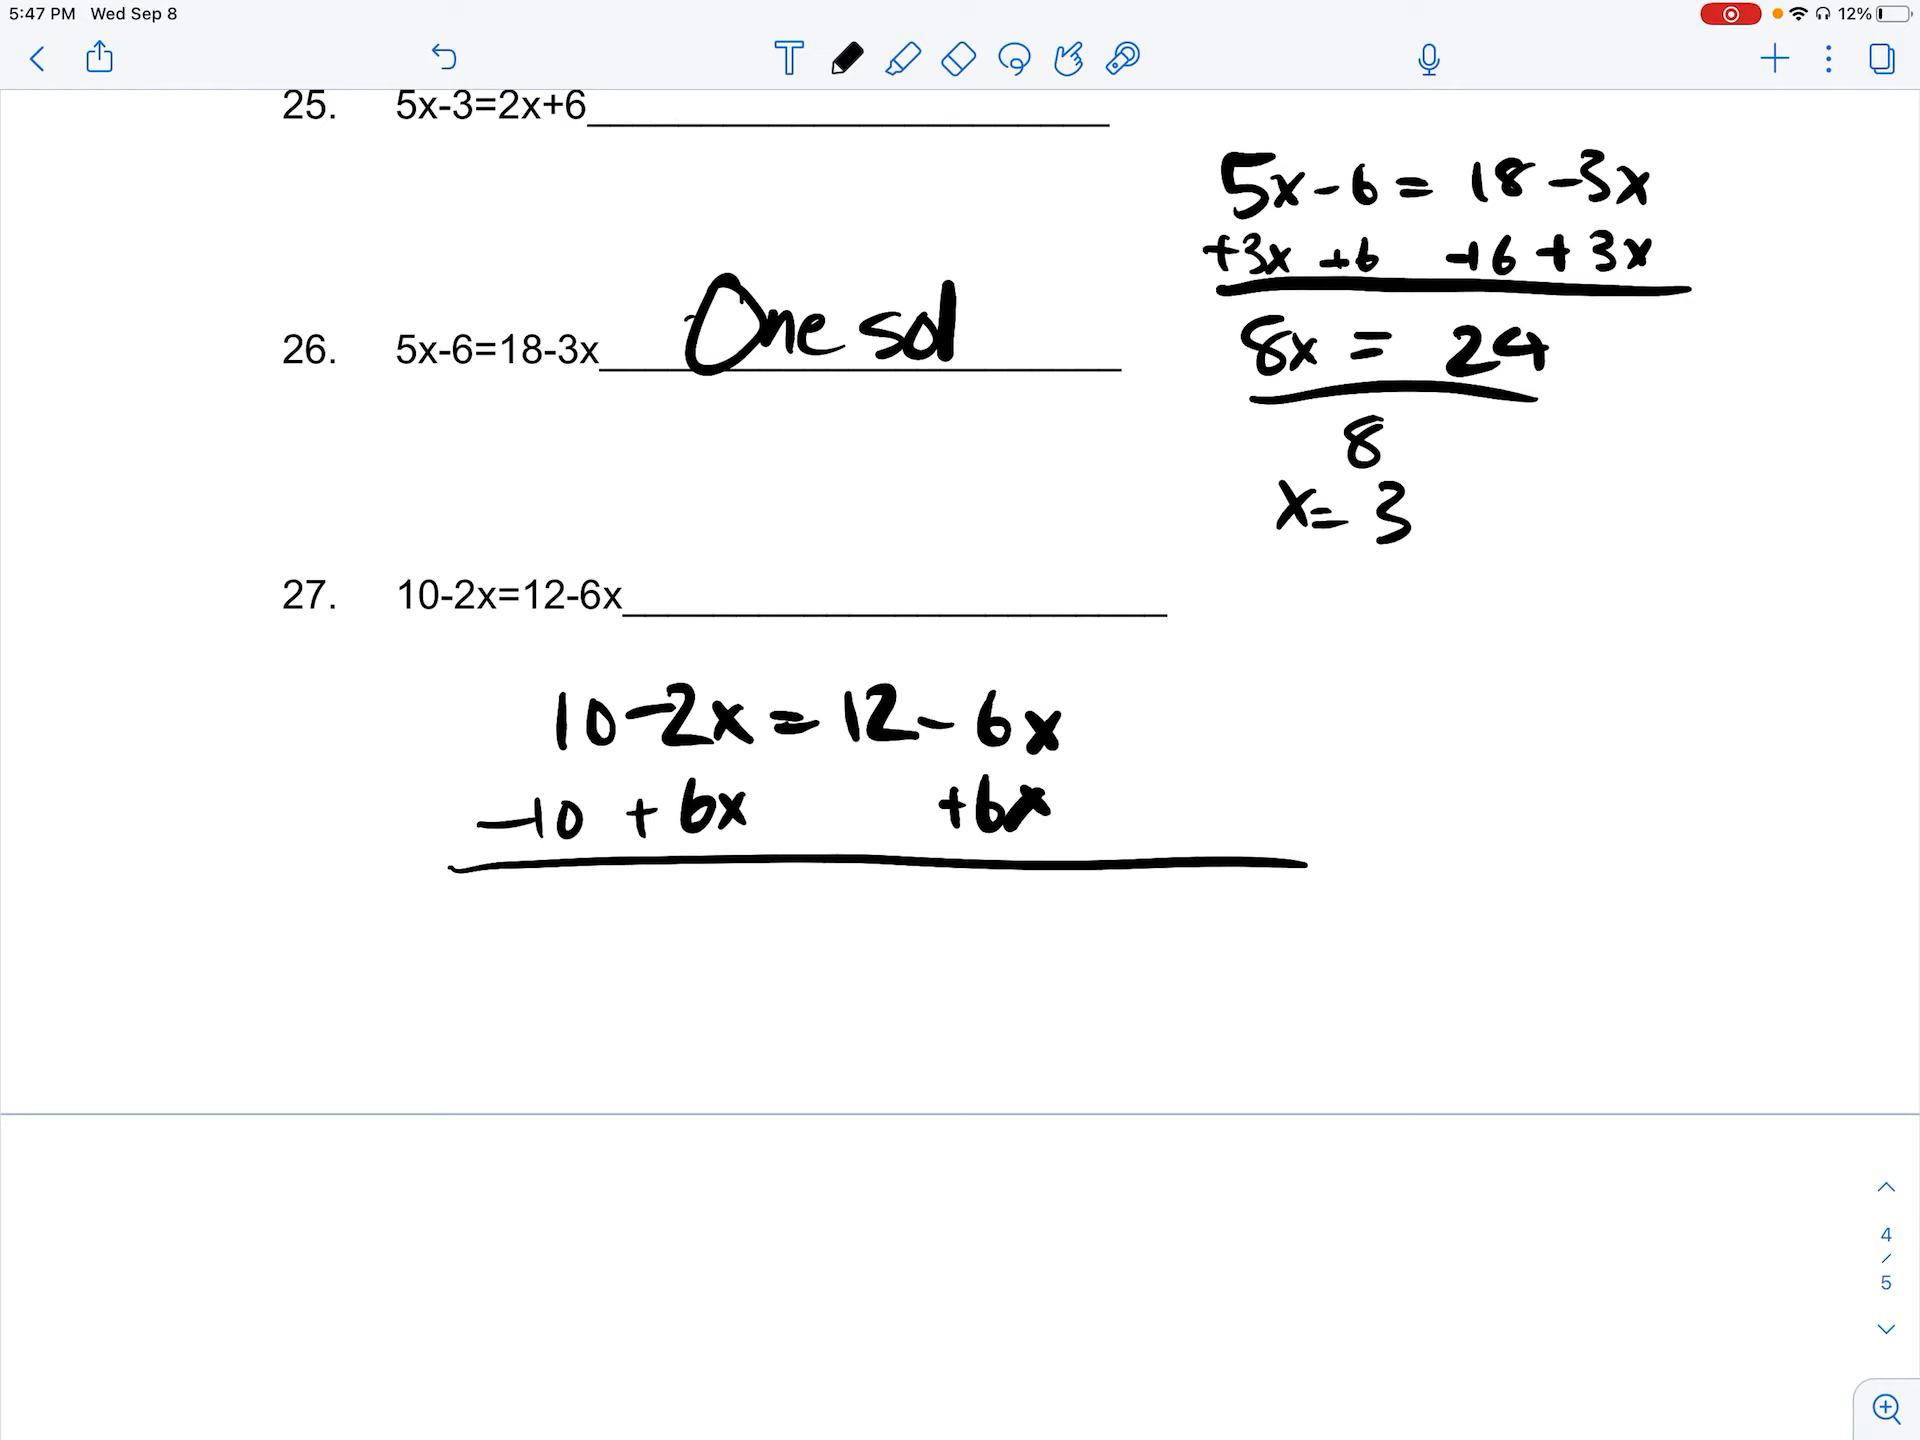 5:47 PM Wed Sep 8 12%
25. 5x-3=2x+6
5x-6=18-3x
+3x +6 +6+3x
26. 5x-6=18-3x One sol
8x=24
8
x=3
27. 10-2x=12-6x
10-2x=12-6x
-10+6x +6x
4
/
5